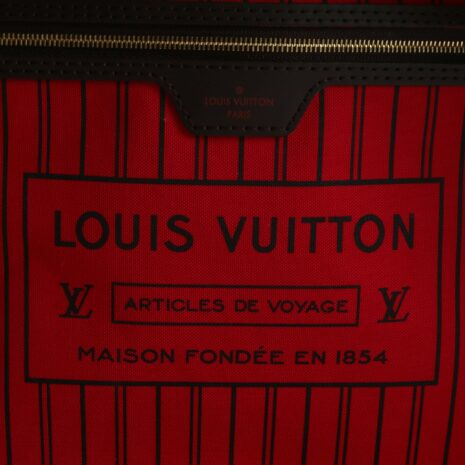 LOUIS VUITTON
PARIS
LOUIS VUITTON
LV ARTICLES DE VOYAGE LV
MAISON FONDÉE EN 1854